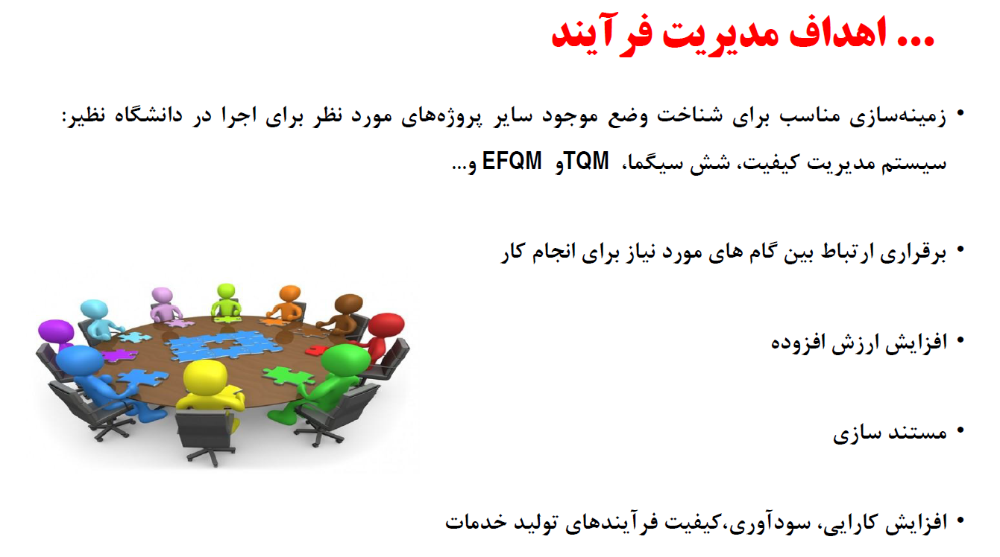 ... اهداف مدیریت فرآیند
• زمینه‌سازی مناسب برای شناخت وضع موجود سایر پروژه‌های مورد نظر برای اجرا در دانشگاه نظیر:
سیستم مدیریت کیفیت، شش سیگما، TQM و EFQM و...
• برقراری ارتباط بین گام های مورد نیاز برای انجام کار
• افزایش ارزش افزوده
• مستند سازی
• افزایش کارایی، سودآوری،کیفیت فرآیندهای تولید خدمات